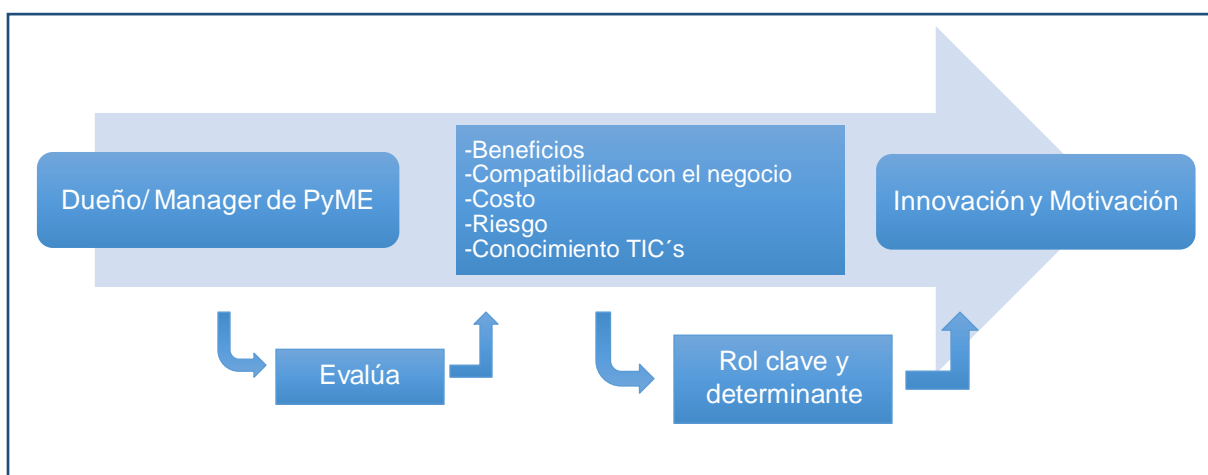 Dueño/ Manager de PyME
-Beneficios
-Compatibilidad con el negocio
-Costo
-Riesgo
-Conocimiento TIC´s
Innovación y Motivación
Evalúa
Rol clave y
determinante